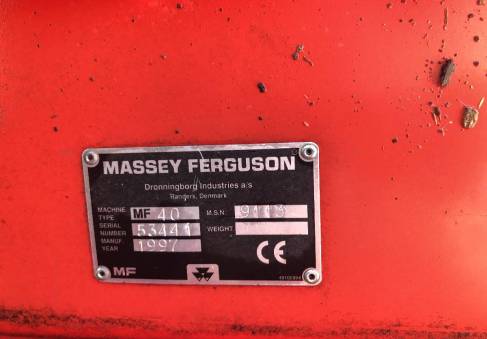 MASSEY FERGUSON
Dronningborg Industries a/s
Randers, Denmark
MACHINE TYPE MF 40 M.S.N.
SERIAL NUMBER 53441 WEIGHT
MANUF. YEAR 1997 CE
MF